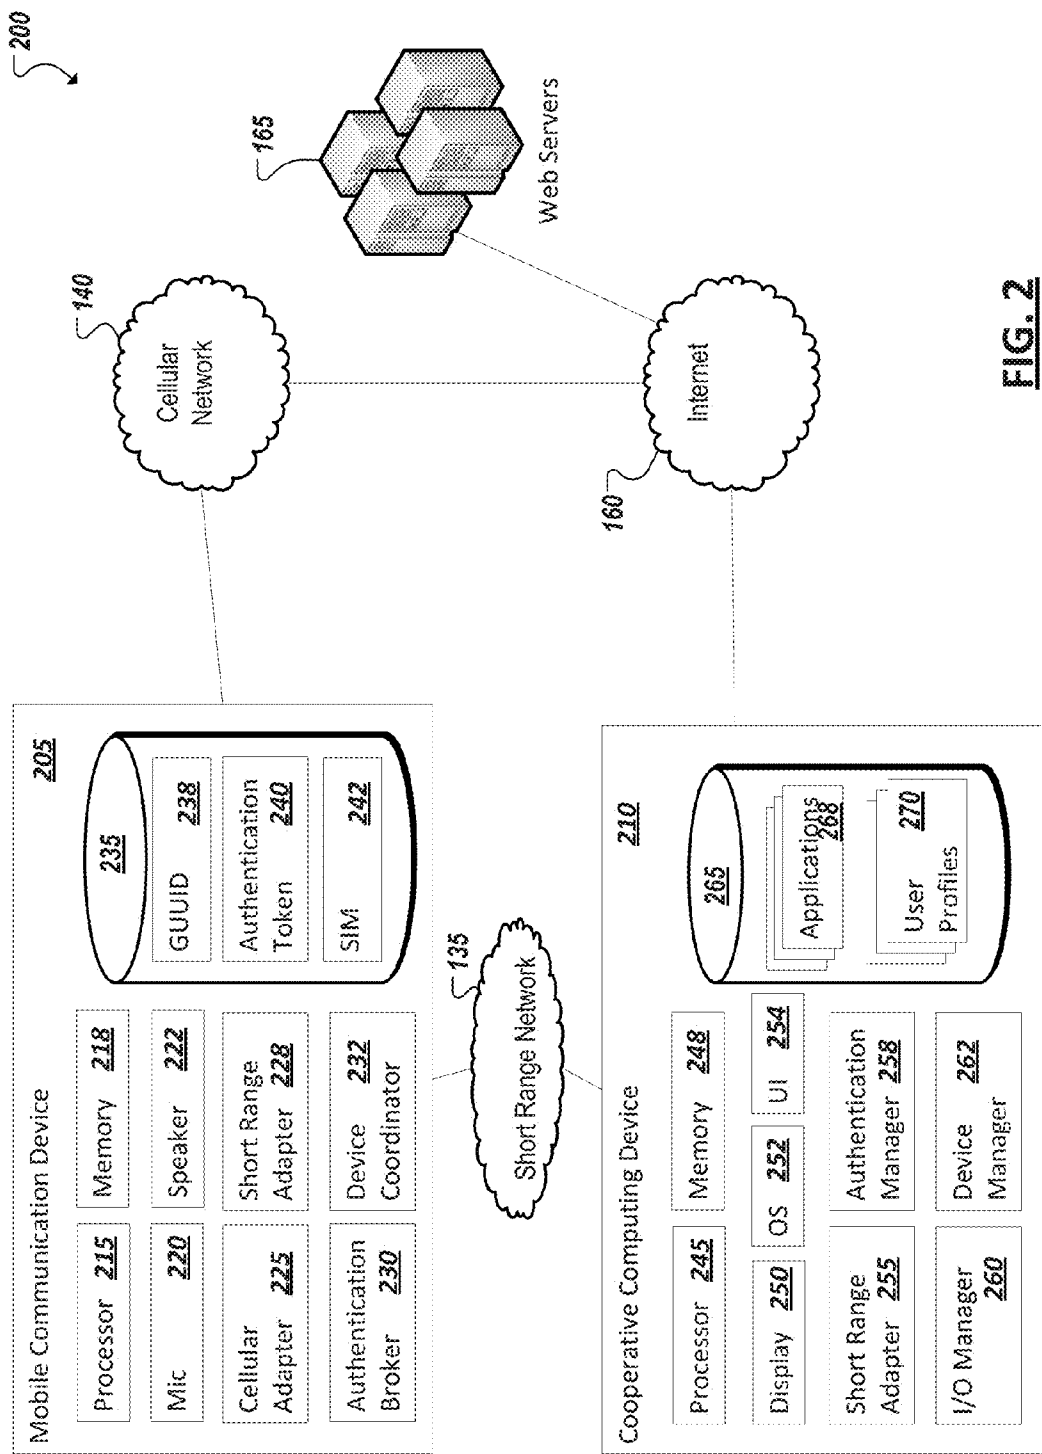 200
Mobile Communication Device
205
Processor 215
Memory 218
Mic 220
Speaker 222
Cellular
Adapter 225
Short Range
Adapter 228
Authentication
Broker 230
Device 232
Coordinator
235
GUUID 238
Authentication
Token 240
SIM 242
Cellular
Network
140
165
Web Servers
Short Range Network
135
Internet
160
Cooperative Computing Device
210
Processor 245
Memory 248
Display 250
OS 252
UI 254
Short Range
Adapter 255
Authentication
Manager 258
I/O Manager
260
Device 262
Manager
265
Applications
268
User 270
Profiles
FIG. 2